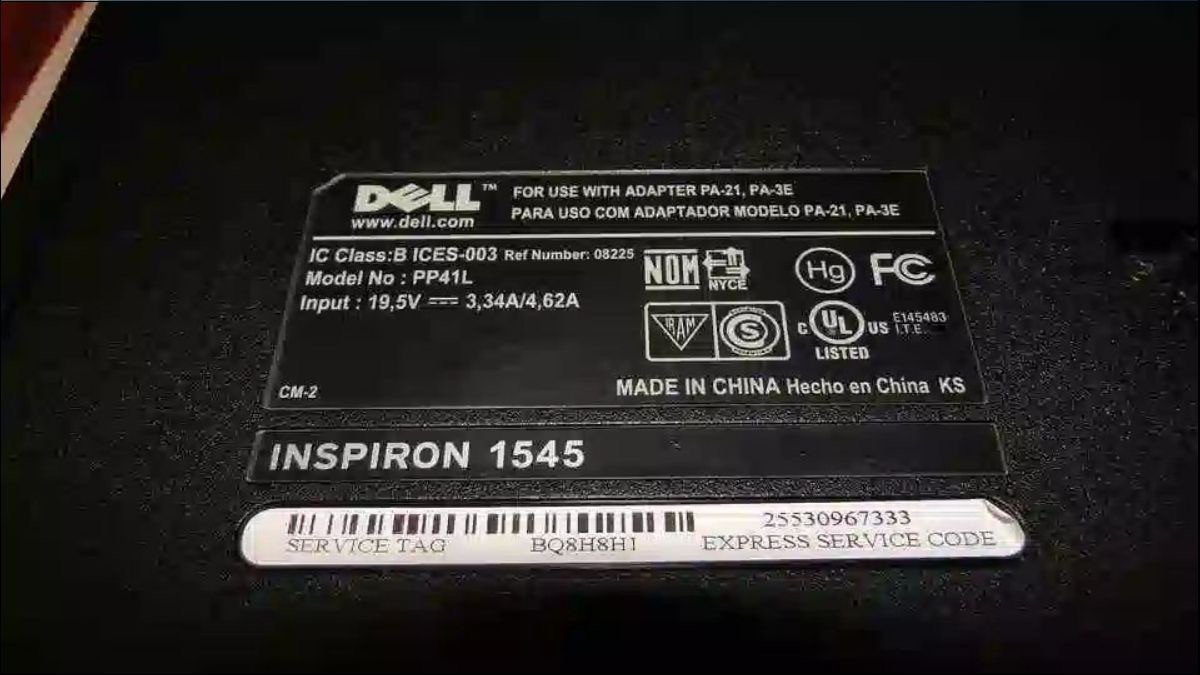 DELL™
www.dell.com
FOR USE WITH ADAPTER PA-21, PA-3E
PARA USO COM ADAPTADOR MODELO PA-21, PA-3E
IC Class:B ICES-003 Ref Number: 08225
Model No : PP41L
Input : 19,5V ⎓ 3,34A/4,62A
NOM NYCE
Hg
FC
IRAM
S
C UL US
LISTED
E145483
I.T.E.
CM-2
MADE IN CHINA Hecho en China KS
INSPIRON 1545
25530967333
SERVICE TAG BQ8H8H1 EXPRESS SERVICE CODE